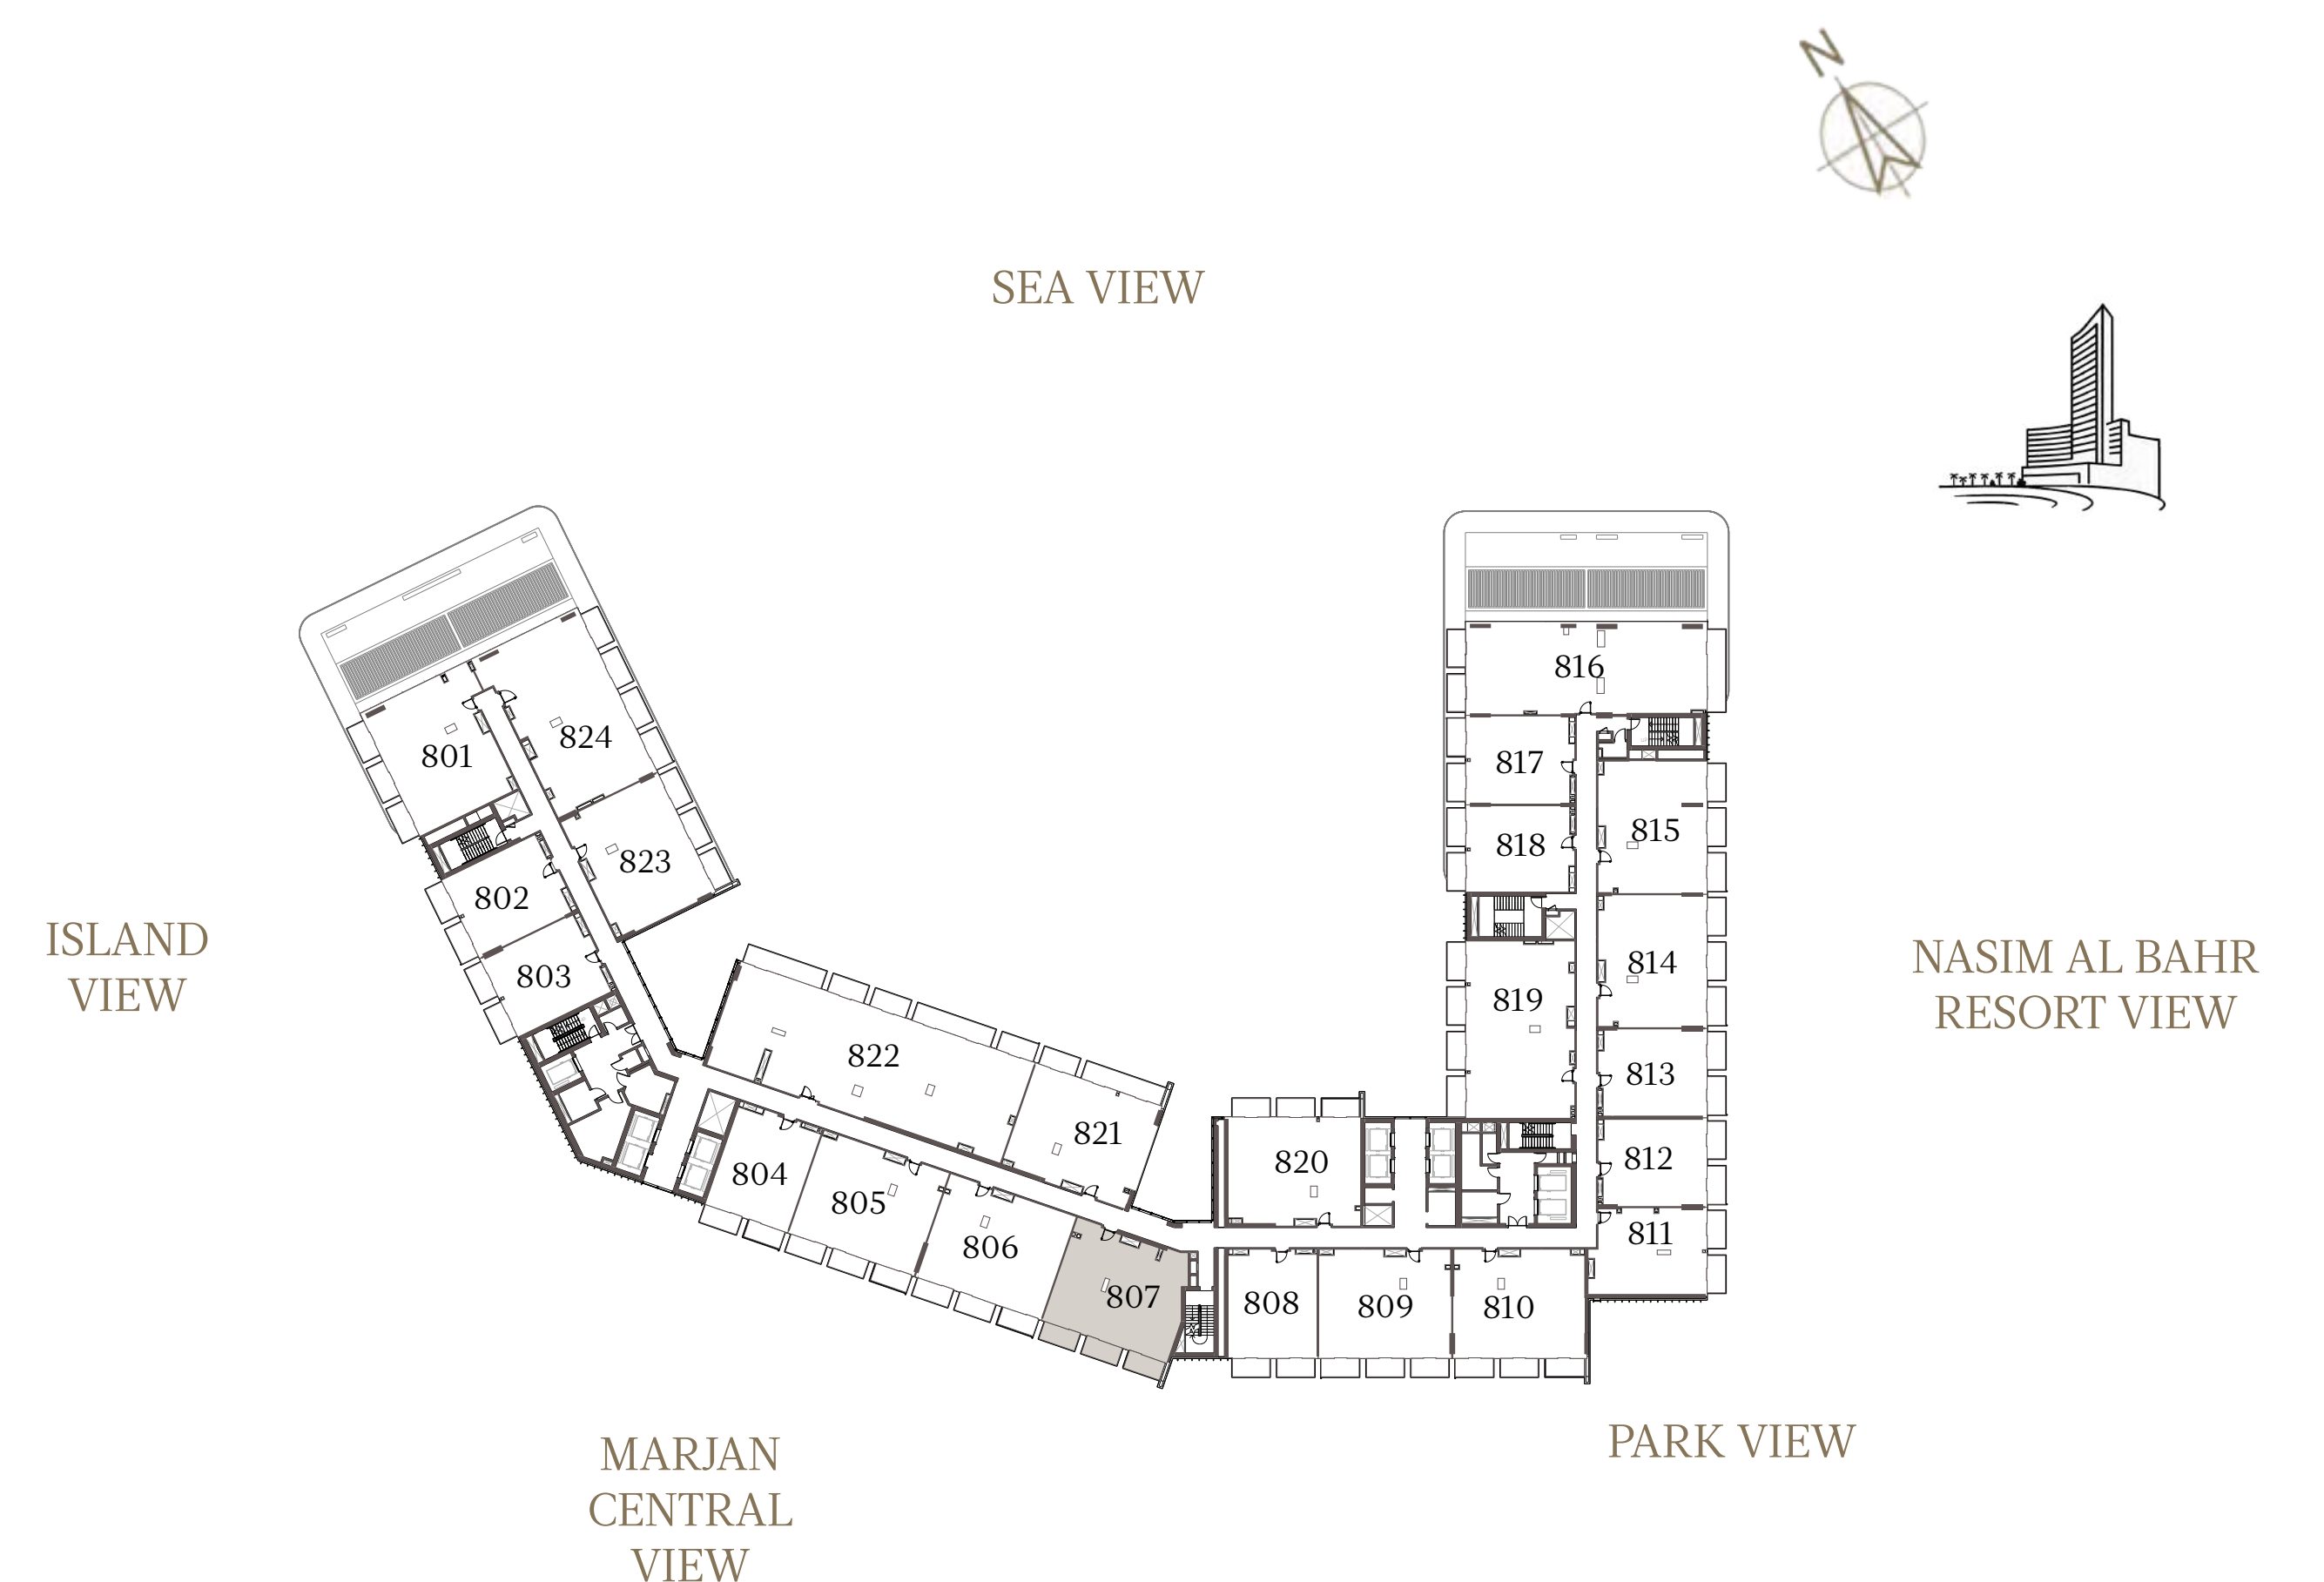 N
SEA VIEW
816
824
801
817
815
818
823
802
ISLAND
VIEW
NASIM AL BAHR
RESORT VIEW
814
803
819
822
813
821
812
820
804
805
811
806
807
808
809
810
PARK VIEW
MARJAN
CENTRAL
VIEW